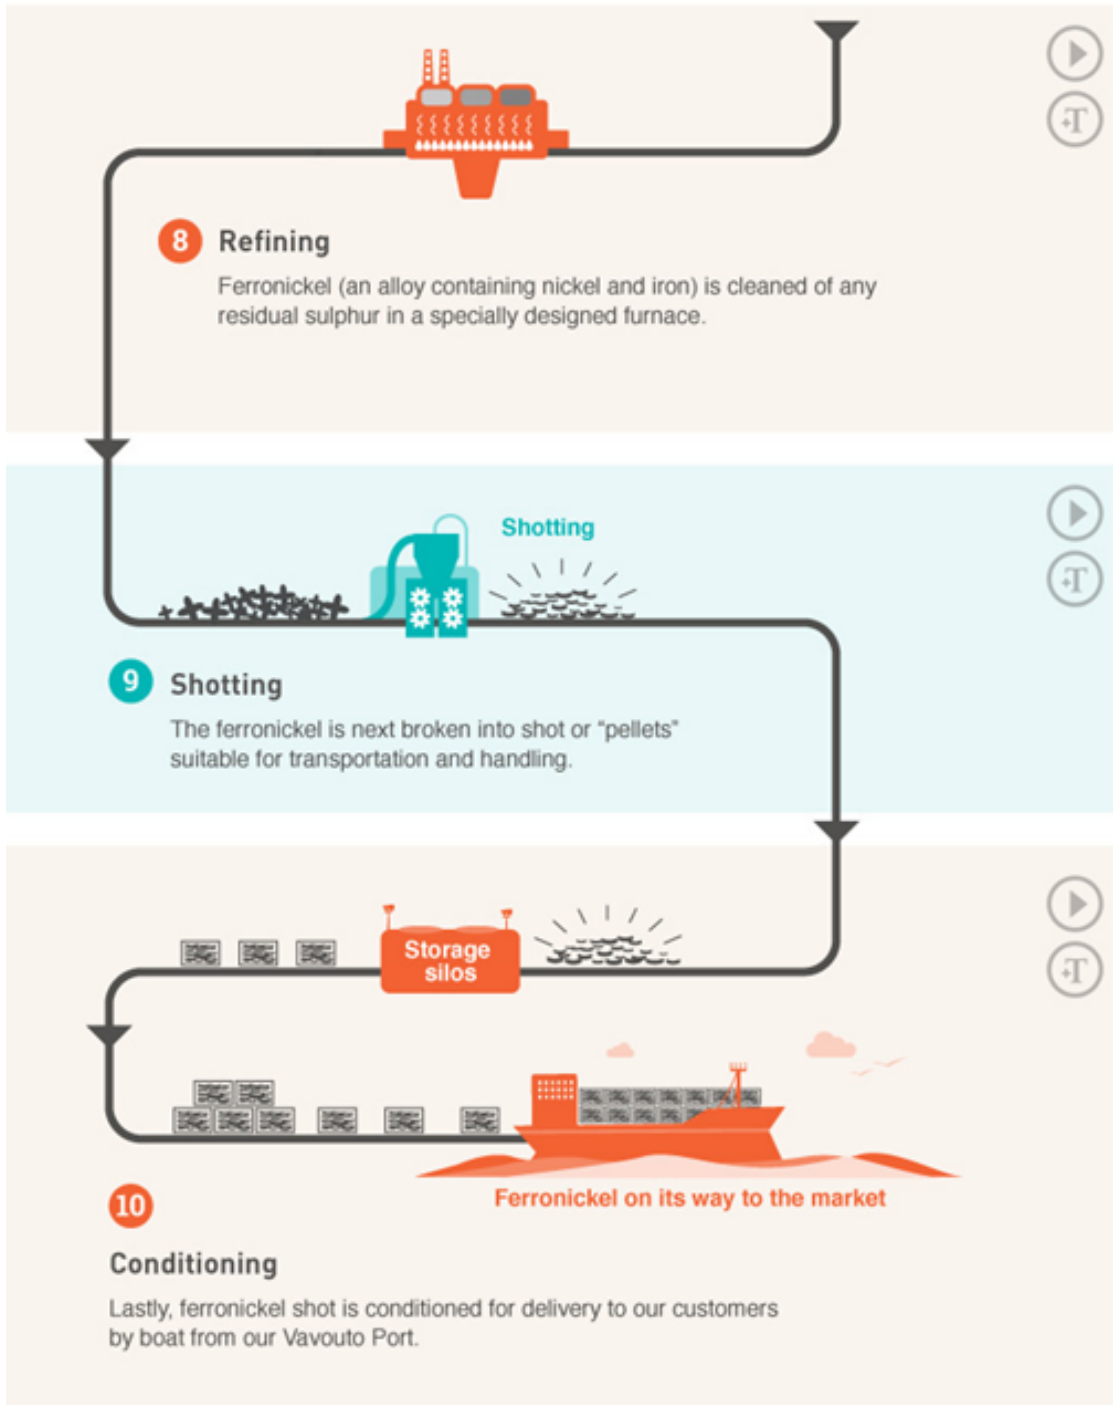 +T
8 Refining
Ferronickel (an alloy containing nickel and iron) is cleaned of any
residual sulphur in a specially designed furnace.
+T
Shotting
9 Shotting
The ferronickel is next broken into shot or “pellets”
suitable for transportation and handling.
+T
Storage
silos
Ferronickel on its way to the market
10
Conditioning
Lastly, ferronickel shot is conditioned for delivery to our customers
by boat from our Vavouto Port.